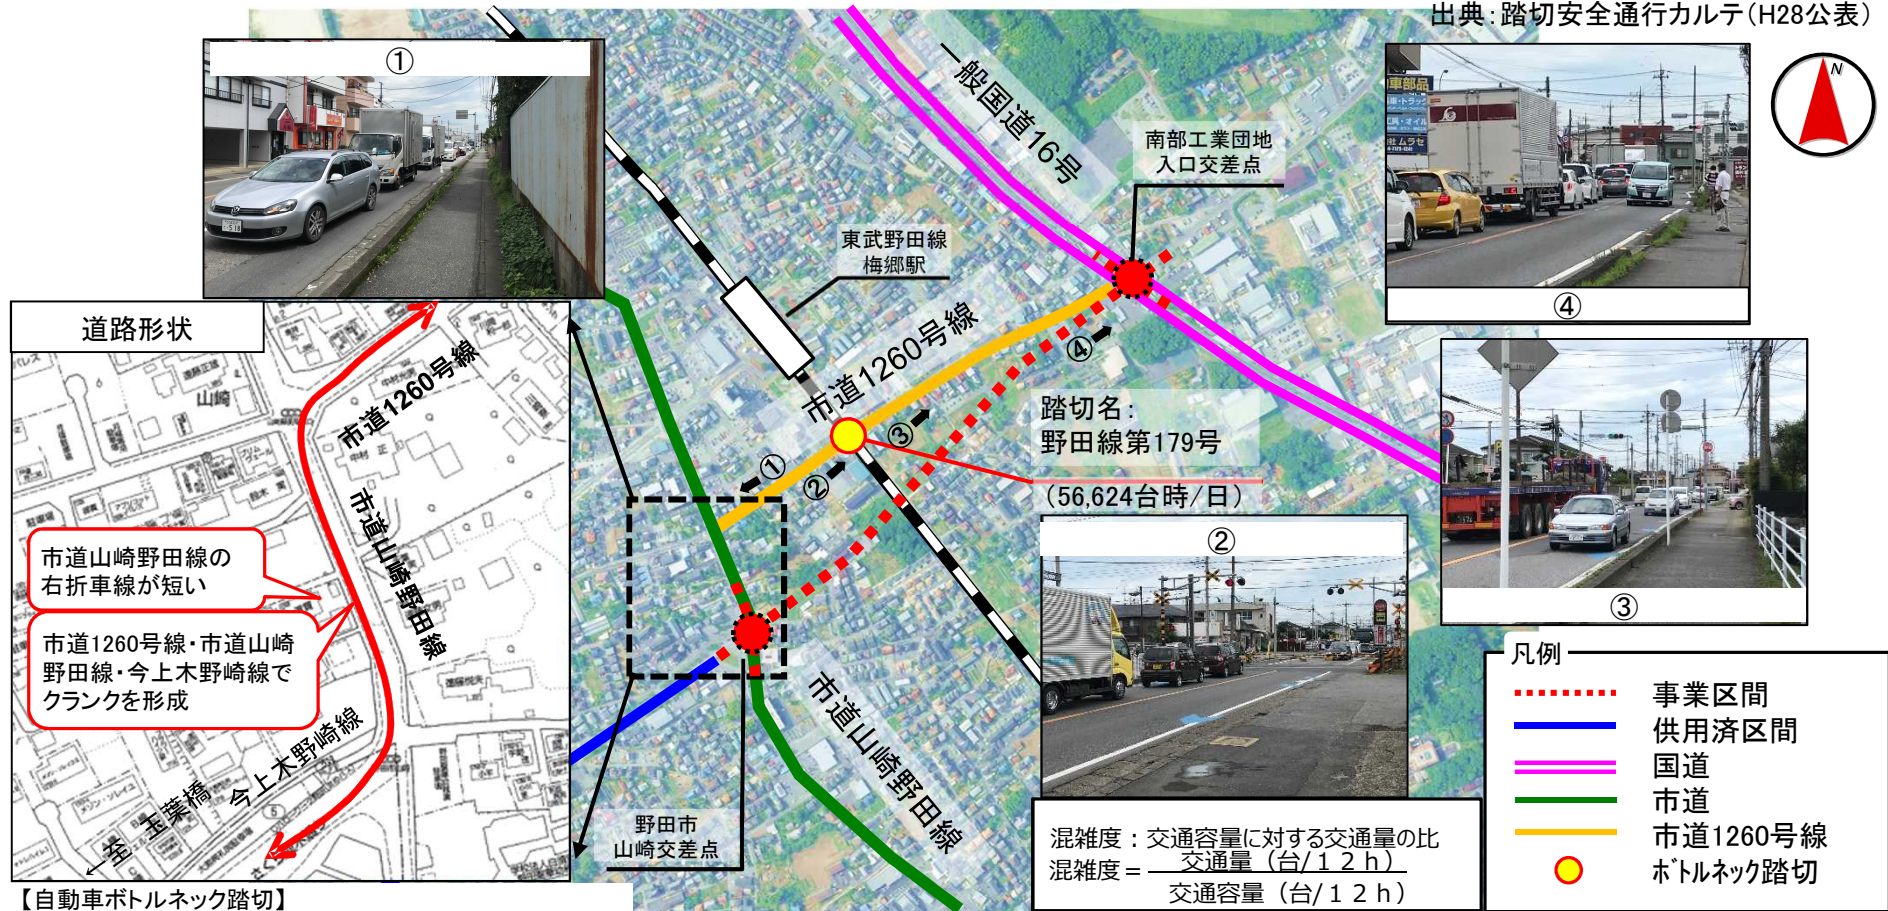 出典：踏切安全通行カルテ（H28公表）
①
一般国道16号
南部工業団地
入口交差点
N
④
東武野田線
梅郷駅
道路形状
市道1260号線
山崎
市道山崎野田線
市道山崎野田線の
右折車線が短い
市道1260号線・市道山崎
野田線・今上木野崎線で
クランクを形成
今上木野崎線
←至 玉葉橋
市道1260号線
④
③
①
②
踏切名：
野田線第179号
（56,624台時/日）
②
③
市道山崎野田線
野田市
山崎交差点
混雑度：交通容量に対する交通量の比
混雑度＝ 交通量（台/１２ｈ）
交通容量（台/１２ｈ）
凡例
事業区間
供用済区間
国道
市道
市道1260号線
ﾎﾞﾄﾙﾈｯｸ踏切
【自動車ボトルネック踏切】